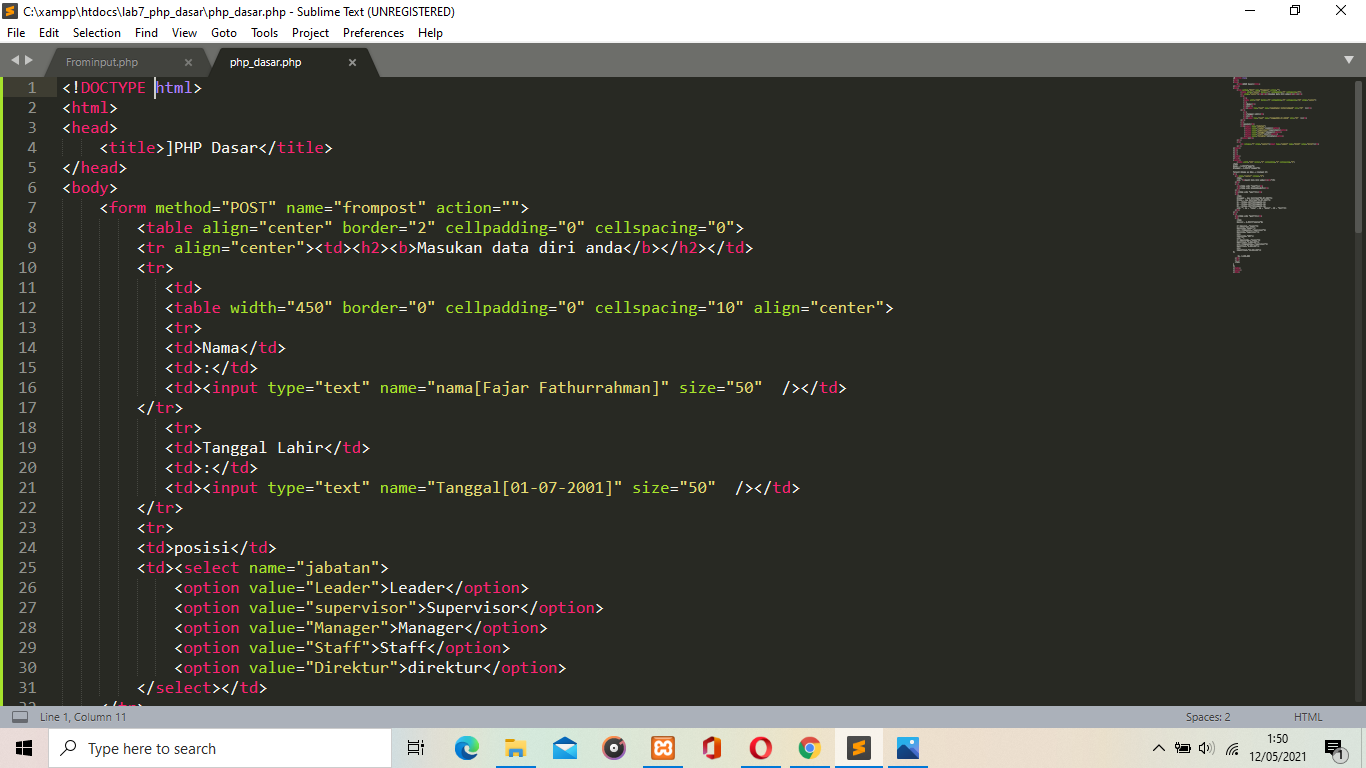 C:\xampp\htdocs\lab7_php_dasar\php_dasar.php - Sublime Text (UNREGISTERED)
File Edit Selection Find View Goto Tools Project Preferences Help
Frominput.php php_dasar.php
1 <!DOCTYPE html>
2 <html>
3 <head>
4 <title>]PHP Dasar</title>
5 </head>
6 <body>
7 <form method="POST" name="frompost" action="">
8 <table align="center" border="2" cellpadding="0" cellspacing="0">
9 <tr align="center"><td><h2><b>Masukan data diri anda</b></h2></td>
10 <tr>
11 <td>
12 <table width="450" border="0" cellpadding="0" cellspacing="10" align="center">
13 <tr>
14 <td>Nama</td>
15 <td>:</td>
16 <td><input type="text" name="nama[Fajar Fathurrahman]" size="50"  /></td>
17 </tr>
18 <tr>
19 <td>Tanggal Lahir</td>
20 <td>:</td>
21 <td><input type="text" name="Tanggal[01-07-2001]" size="50"  /></td>
22 </tr>
23 <tr>
24 <td>posisi</td>
25 <td><select name="jabatan">
26 <option value="Leader">Leader</option>
27 <option value="supervisor">Supervisor</option>
28 <option value="Manager">Manager</option>
29 <option value="Staff">Staff</option>
30 <option value="Direktur">direktur</option>
31 </select></td>
32 </tr>
Line 1, Column 11 Spaces: 2 HTML
Type here to search
1:50
12/05/2021
1